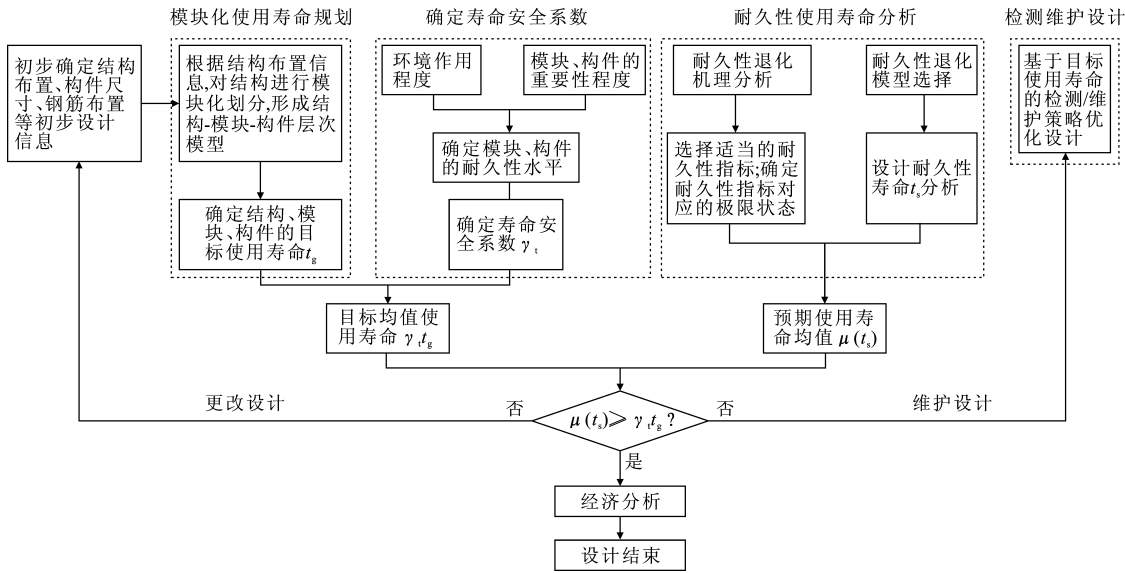 模块化使用寿命规划
确定寿命安全系数
耐久性使用寿命分析
检测维护设计
初步确定结构
布置、构件尺
寸、钢筋布置
等初步设计
信息
根据结构布置信
息,对结构进行模
块化划分,形成结
构-模块-构件层次
模型
确定结构、模
块、构件的目
标使用寿命tg
环境作用
程度
模块、构件的
重要性程度
确定模块、构件
的耐久性水平
确定寿命安
全系数γt
耐久性退化
机理分析
耐久性退化
模型选择
选择适当的耐
久性指标;确定
耐久性指标对
应的极限状态
设计耐久性
寿命ts分析
基于目标
使用寿命
的检测/维
护策略优
化设计
目标均值使
用寿命γttg
预期使用寿
命均值μ(ts)
更改设计
否
μ(ts)⩾γttg?
否
维护设计
是
经济分析
设计结束